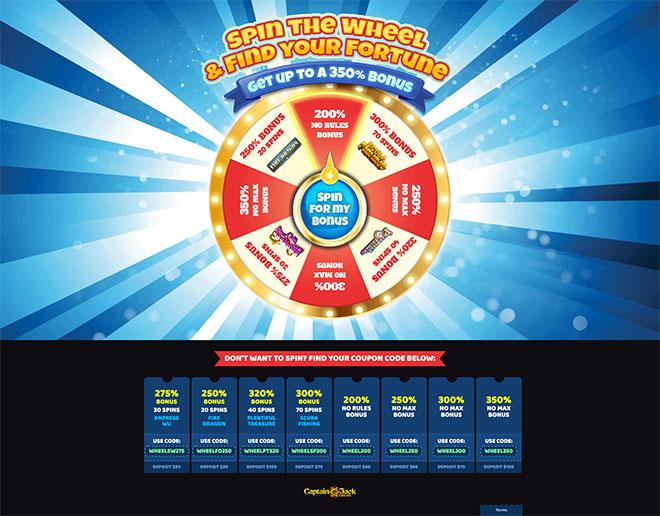 SPIN THE WHEEL
& FIND YOUR FORTUNE
GET UP TO A 350% BONUS
200%
NO RULES
BONUS
300% BONUS
70 SPINS
250%
NO MAX
BONUS
320% BONUS
40 SPINS
300%
NO MAX
BONUS
275% BONUS
30 SPINS
350%
NO MAX
BONUS
250% BONUS
20 SPINS
SPIN
FOR MY
BONUS
DON'T WANT TO SPIN? FIND YOUR COUPON CODE BELOW:
275%
BONUS
30 SPINS
EMPRESS
WU
USE CODE:
WHEELEW275
DEPOSIT $50
250%
BONUS
20 SPINS
FIRE
DRAGON
USE CODE:
WHEELFD250
320%
BONUS
40 SPINS
PLENTIFUL
TREASURE
USE CODE:
WHEELPT320
DEPOSIT $100
300%
BONUS
70 SPINS
SCUBA
FISHING
USE CODE:
WHEELSF300
DEPOSIT $70
200%
NO RULES
BONUS
USE CODE:
WHEEL200
250%
NO MAX
BONUS
USE CODE:
WHEEL250
DEPOSIT $50
300%
NO MAX
BONUS
USE CODE:
WHEEL300
DEPOSIT $70
350%
NO MAX
BONUS
USE CODE:
WHEEL350
DEPOSIT $100
Captain Jack
Terms